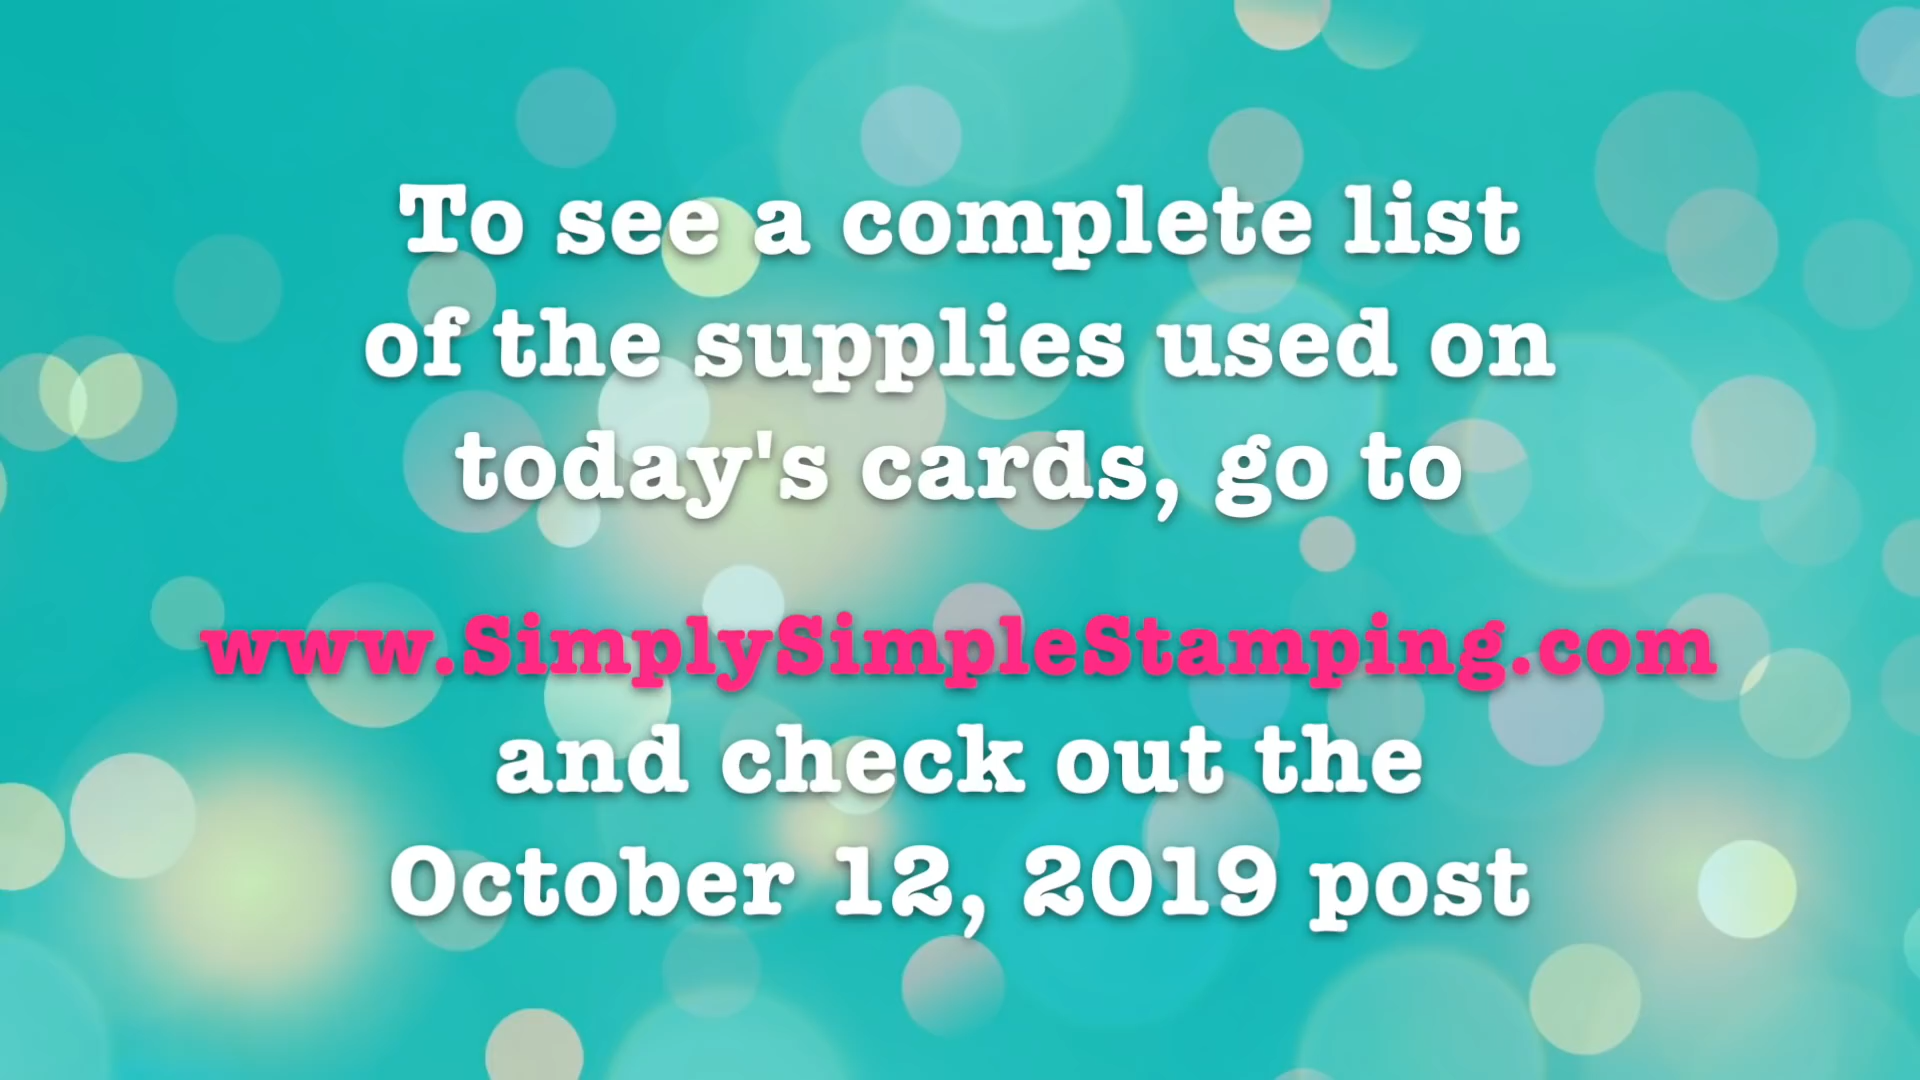 To see a complete list
of the supplies used on
today's cards, go to
www.SimplySimpleStamping.com
and check out the
October 12, 2019 post